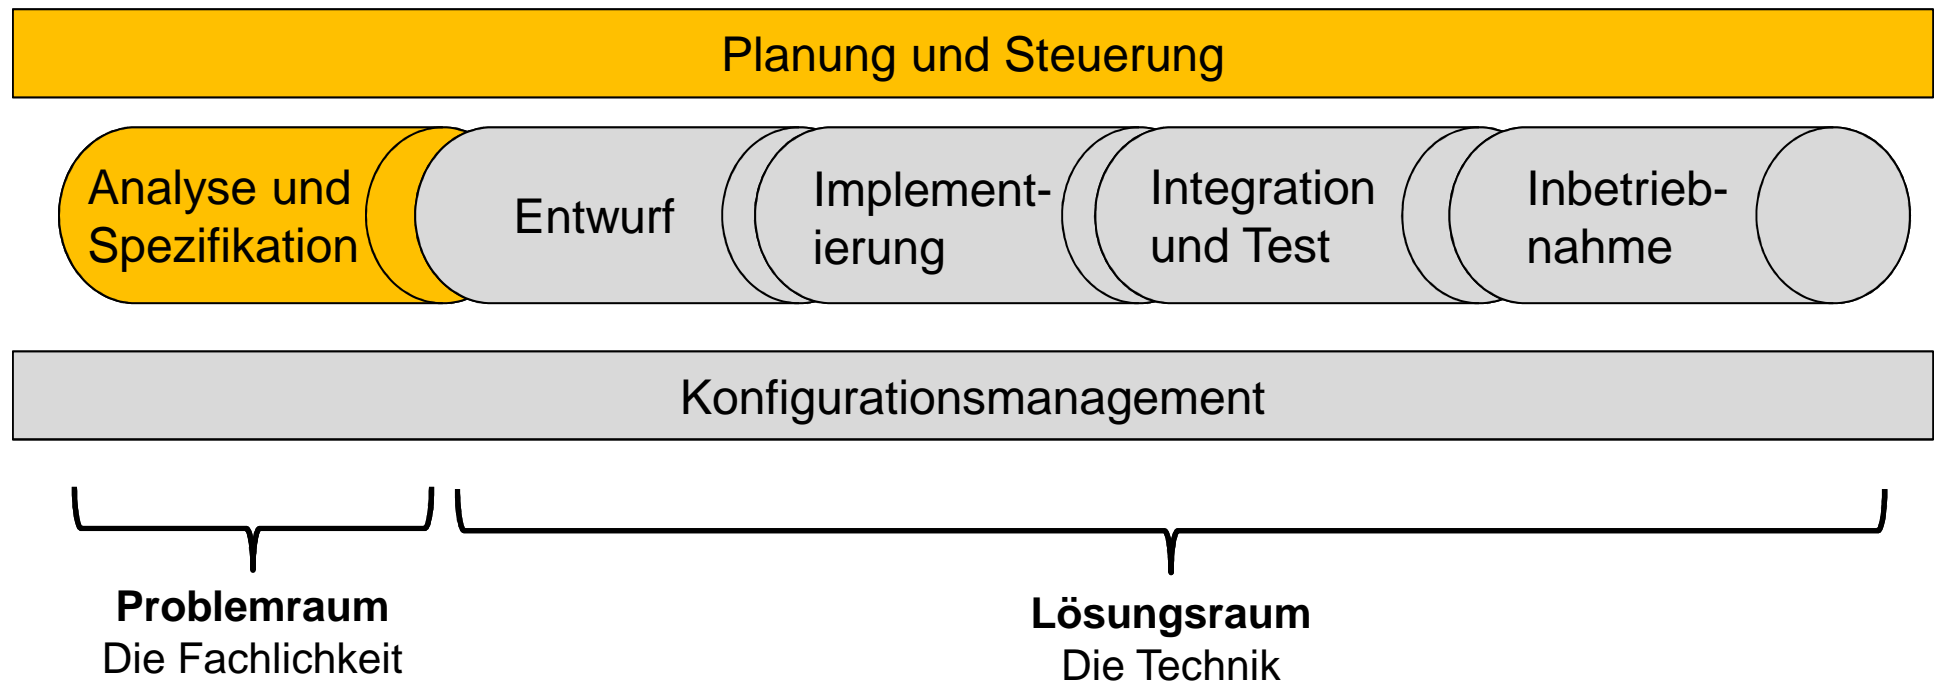 Planung und Steuerung
Analyse und
Spezifikation
Entwurf
Implement-
ierung
Integration
und Test
Inbetrieb-
nahme
Konfigurationsmanagement
Problemraum
Die Fachlichkeit
Lösungsraum
Die Technik